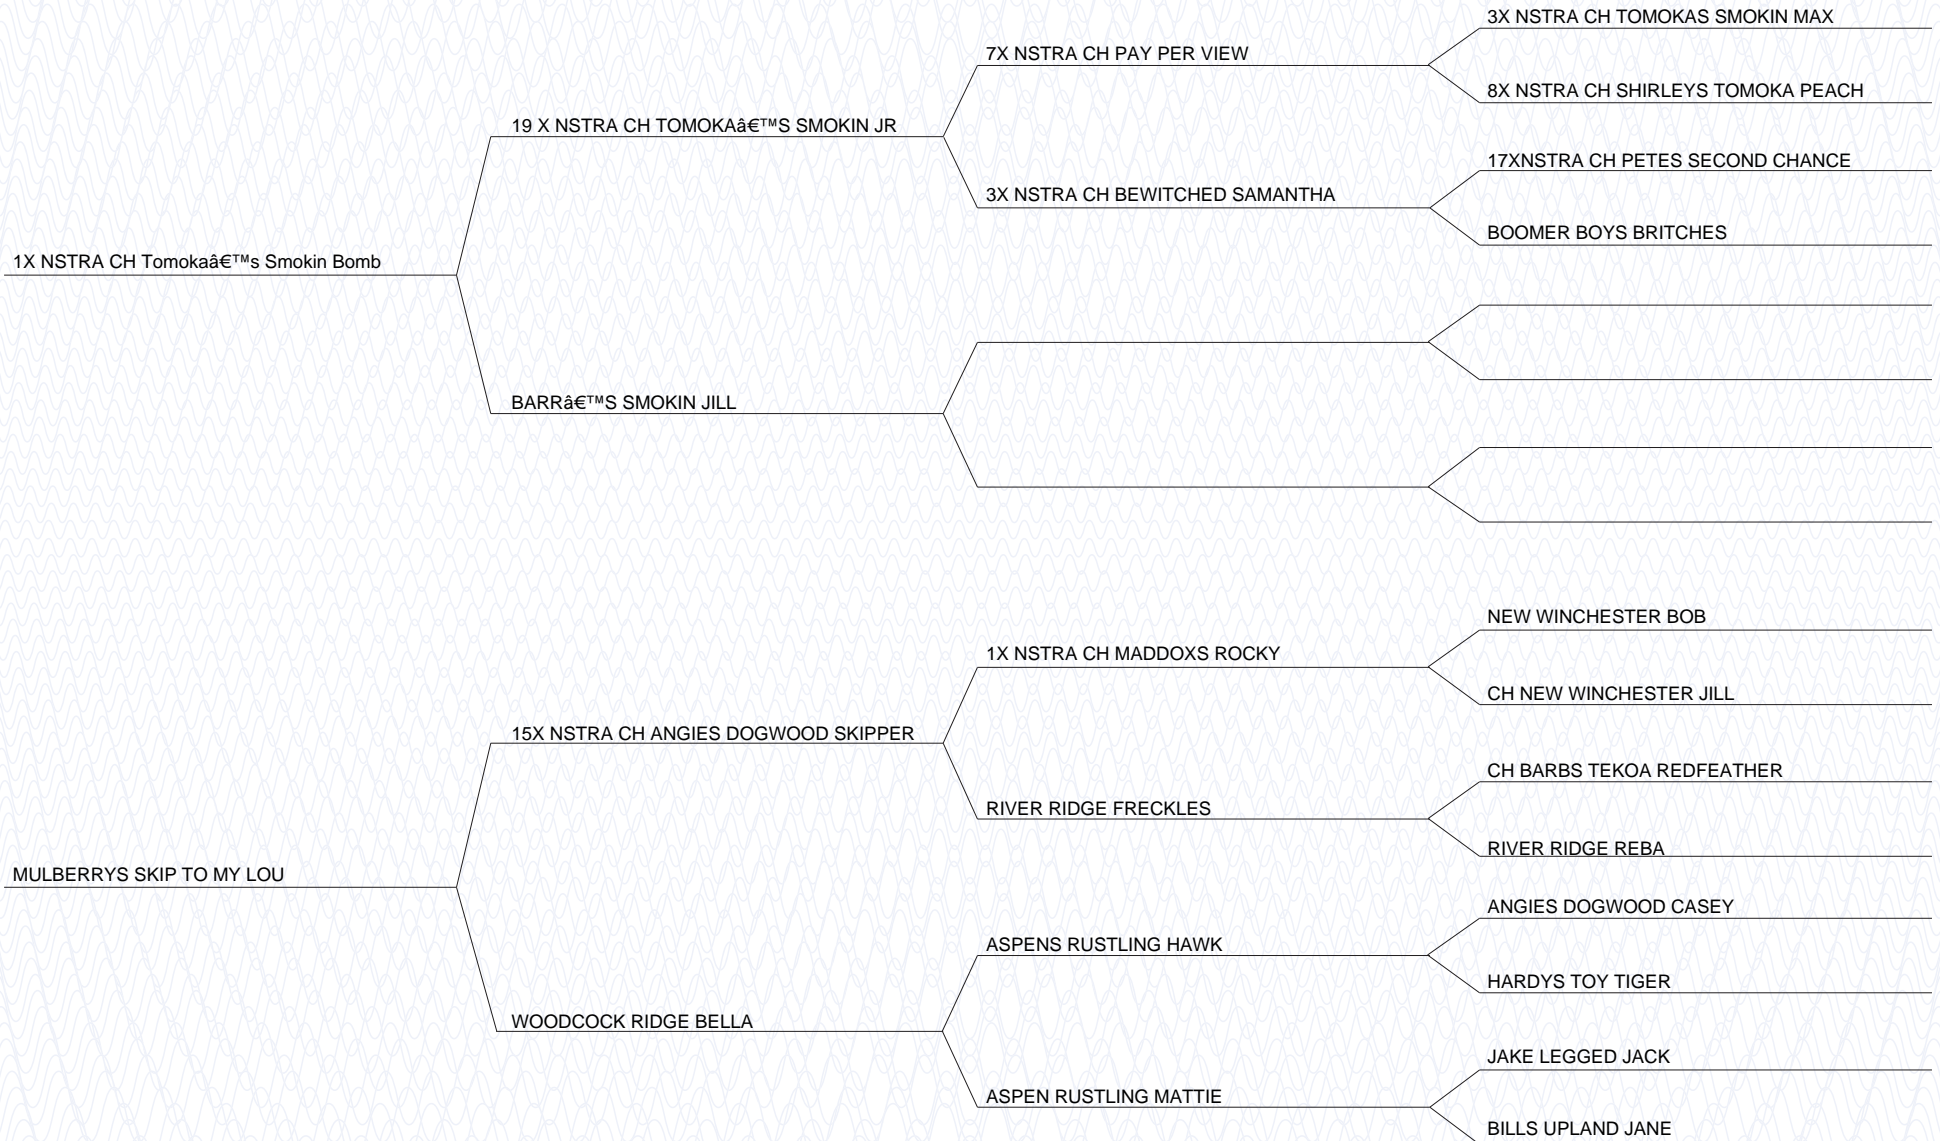 3X NSTRA CH TOMOKAS SMOKIN MAX
7X NSTRA CH PAY PER VIEW
8X NSTRA CH SHIRLEYS TOMOKA PEACH
19 X NSTRA CH TOMOKAâ€™S SMOKIN JR
17XNSTRA CH PETES SECOND CHANCE
3X NSTRA CH BEWITCHED SAMANTHA
BOOMER BOYS BRITCHES
1X NSTRA CH Tomokaâ€™s Smokin Bomb
BARRâ€™S SMOKIN JILL
NEW WINCHESTER BOB
1X NSTRA CH MADDOXS ROCKY
CH NEW WINCHESTER JILL
15X NSTRA CH ANGIES DOGWOOD SKIPPER
CH BARBS TEKOA REDFEATHER
RIVER RIDGE FRECKLES
RIVER RIDGE REBA
MULBERRYS SKIP TO MY LOU
ANGIES DOGWOOD CASEY
ASPENS RUSTLING HAWK
HARDYS TOY TIGER
WOODCOCK RIDGE BELLA
JAKE LEGGED JACK
ASPEN RUSTLING MATTIE
BILLS UPLAND JANE